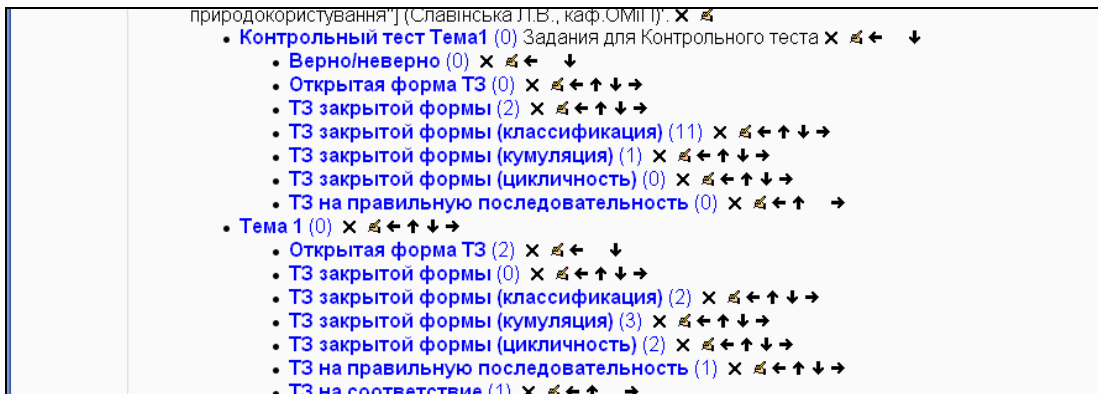 природокористування"] (Славінська Л.В., каф.ОМІП)'.
Контрольный тест Тема1 (0) Задания для Контрольного теста
Верно/неверно (0)
Открытая форма ТЗ (0)
ТЗ закрытой формы (2)
ТЗ закрытой формы (классификация) (11)
ТЗ закрытой формы (кумуляция) (1)
ТЗ закрытой формы (цикличность) (0)
ТЗ на правильную последовательность (0)
Тема 1 (0)
Открытая форма ТЗ (2)
ТЗ закрытой формы (0)
ТЗ закрытой формы (классификация) (2)
ТЗ закрытой формы (кумуляция) (3)
ТЗ закрытой формы (цикличность) (2)
ТЗ на правильную последовательность (1)
ТЗ на соответствие (1)